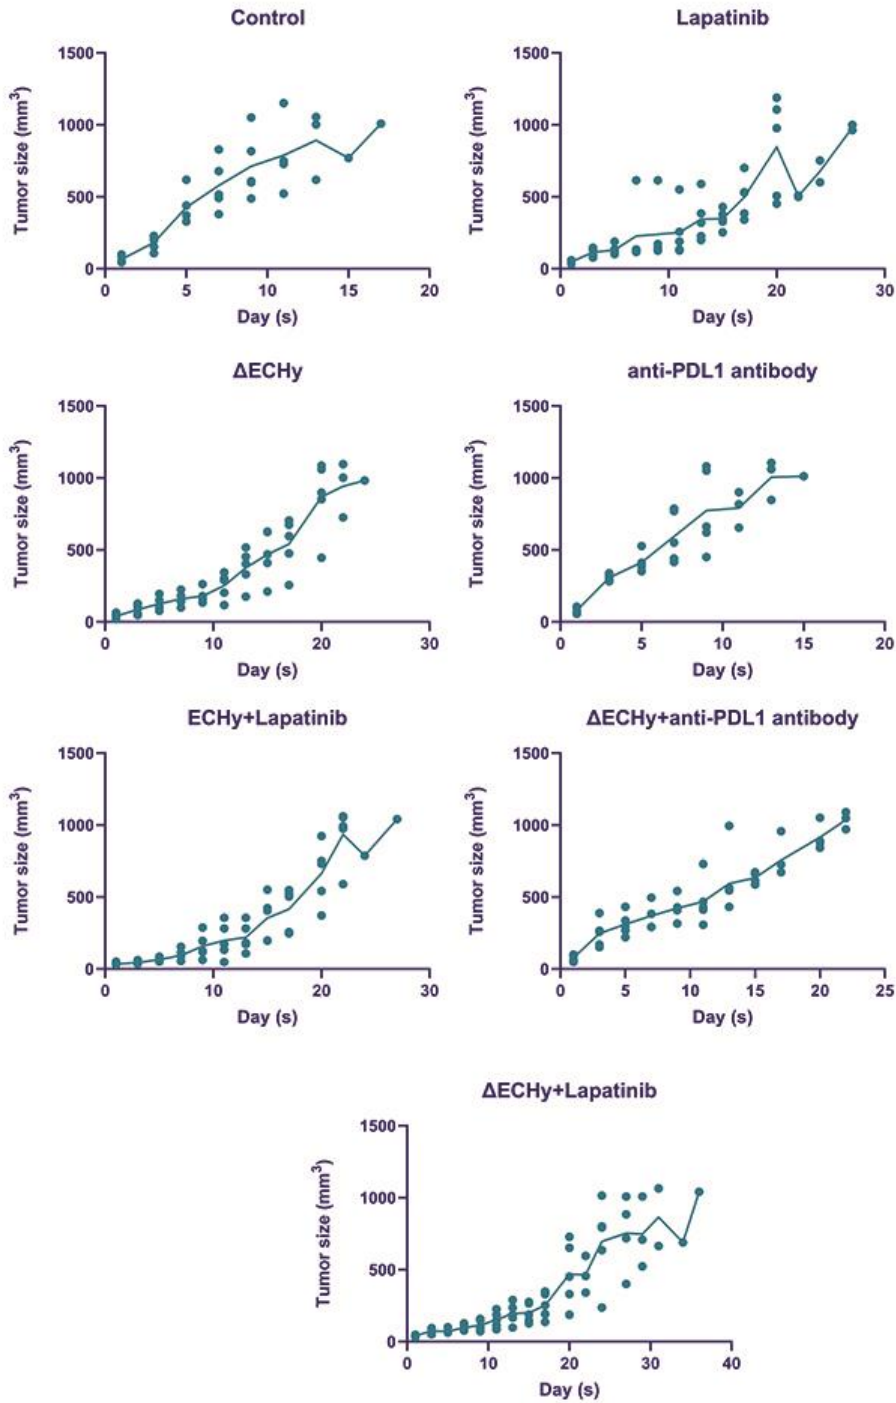 Control
Tumor size (mm³)
1500
1000
500
0
0 5 10 15 20
Day (s)
Lapatinib
Tumor size (mm³)
1500
1000
500
0
0 10 20 30
Day (s)
ΔECHy
Tumor size (mm³)
1500
1000
500
0
0 10 20 30
Day (s)
anti-PDL1 antibody
Tumor size (mm³)
1500
1000
500
0
0 5 10 15 20
Day (s)
ECHy+Lapatinib
Tumor size (mm³)
1500
1000
500
0
0 10 20 30
Day (s)
ΔECHy+anti-PDL1 antibody
Tumor size (mm³)
1500
1000
500
0
0 5 10 15 20 25
Day (s)
ΔECHy+Lapatinib
Tumor size (mm³)
1500
1000
500
0
0 10 20 30 40
Day (s)